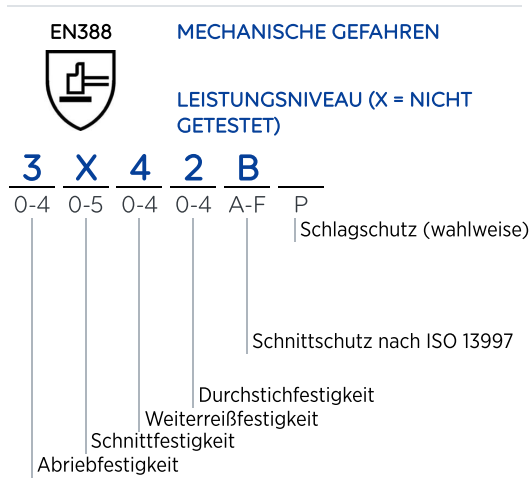 EN388
MECHANISCHE GEFAHREN
LEISTUNGSNIVEAU (X = NICHT
GETESTET)
3 X 4 2 B
0-4 0-5 0-4 0-4 A-F P
Schlagschutz (wahlweise)
Schnittschutz nach ISO 13997
Durchstichfestigkeit
Weiterreißfestigkeit
Schnittfestigkeit
Abriebfestigkeit